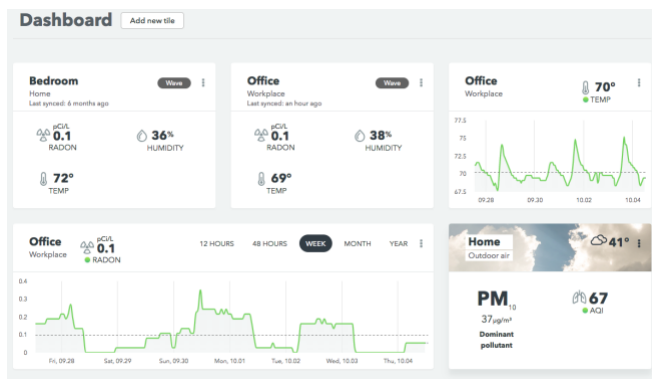 Dashboard
Add new tile
Bedroom
Wave
Home
Last synced: 6 months ago
pCi/L
0.1
RADON
36%
HUMIDITY
72°
TEMP
Office
Wave
Workplace
Last synced: an hour ago
pCi/L
0.1
RADON
38%
HUMIDITY
69°
TEMP
Office
Workplace
70°
TEMP
77.5
75
72.5
70
67.5
09.28
09.30
10.02
10.04
Office
Workplace
pCi/L
0.1
RADON
12 HOURS
48 HOURS
WEEK
MONTH
YEAR
0.4
0.3
0.2
0.1
0
Fri, 09.28
Sat, 09.29
Sun, 09.30
Mon, 10.01
Tue, 10.02
Wed, 10.03
Thu, 10.04
Home
Outdoor air
41°
PM10
37μg/m³
Dominant
pollutant
67
AQI